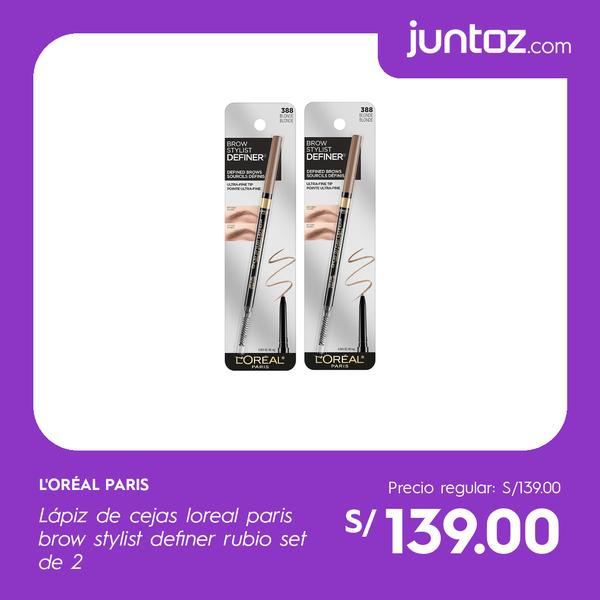 juntoz.com
388
BLONDE
BLONDE
BROW
STYLIST
DEFINER
DEFINED BROWS
SOURCILS DÉFINIS
ULTRA-FINE TIP
POINTE ULTRA-FINE
L'ORÉAL
PARIS
388
BLONDE
BLONDE
BROW
STYLIST
DEFINER
DEFINED BROWS
SOURCILS DÉFINIS
ULTRA-FINE TIP
POINTE ULTRA-FINE
L'ORÉAL
PARIS
L'ORÉAL PARIS
Lápiz de cejas loreal paris
brow stylist definer rubio set
de 2
Precio regular: S/139.00
S/ 139.00